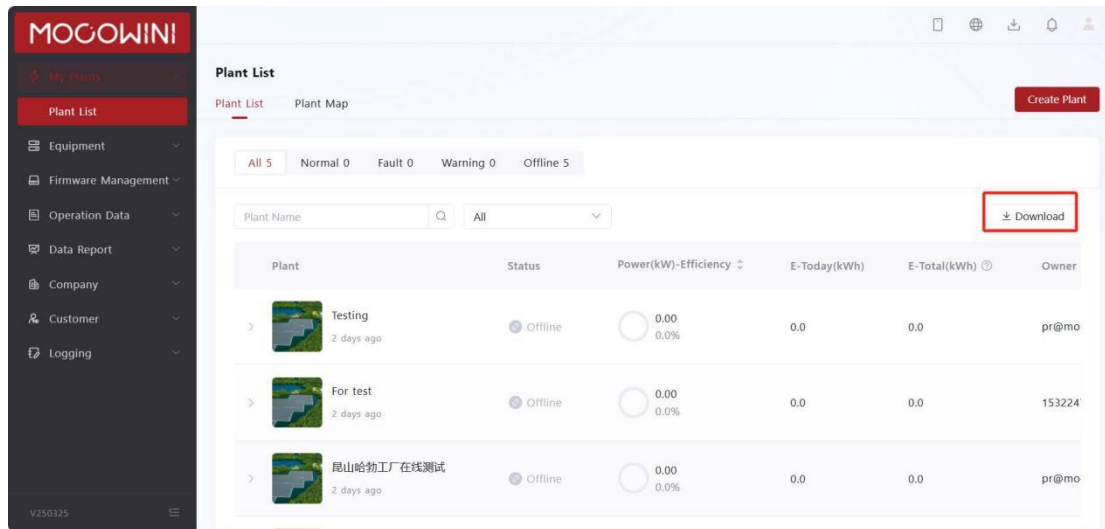 MOCOWINI
My Plants
Plant List
Equipment
Firmware Management
Operation Data
Data Report
Company
Customer
Logging
V250325
Plant List
Plant List Plant Map
Create Plant
All 5 Normal 0 Fault 0 Warning 0 Offline 5
Plant Name All Download
Plant Status Power(kW)-Efficiency E-Today(kWh) E-Total(kWh) Owner
Testing
2 days ago
Offline
0.00
0.0%
0.0 0.0 pr@mo
For test
2 days ago
Offline
0.00
0.0%
0.0 0.0 153224
昆山哈勃工厂在线测试
2 days ago
Offline
0.00
0.0%
0.0 0.0 pr@mo